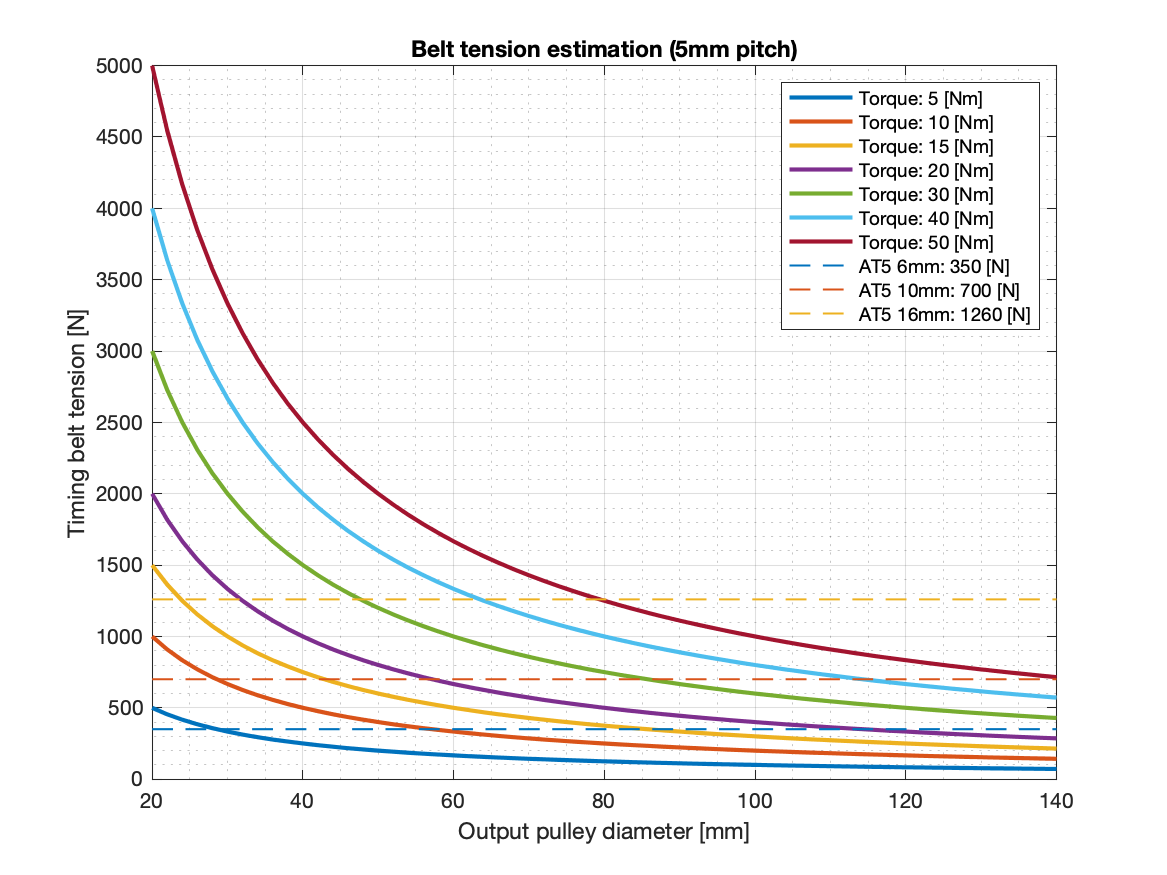 Belt tension estimation (5mm pitch)
5000
4500
4000
3500
3000
2500
2000
1500
1000
500
0
Timing belt tension [N]
Torque: 5 [Nm]
Torque: 10 [Nm]
Torque: 15 [Nm]
Torque: 20 [Nm]
Torque: 30 [Nm]
Torque: 40 [Nm]
Torque: 50 [Nm]
AT5 6mm: 350 [N]
AT5 10mm: 700 [N]
AT5 16mm: 1260 [N]
20 40 60 80 100 120 140
Output pulley diameter [mm]